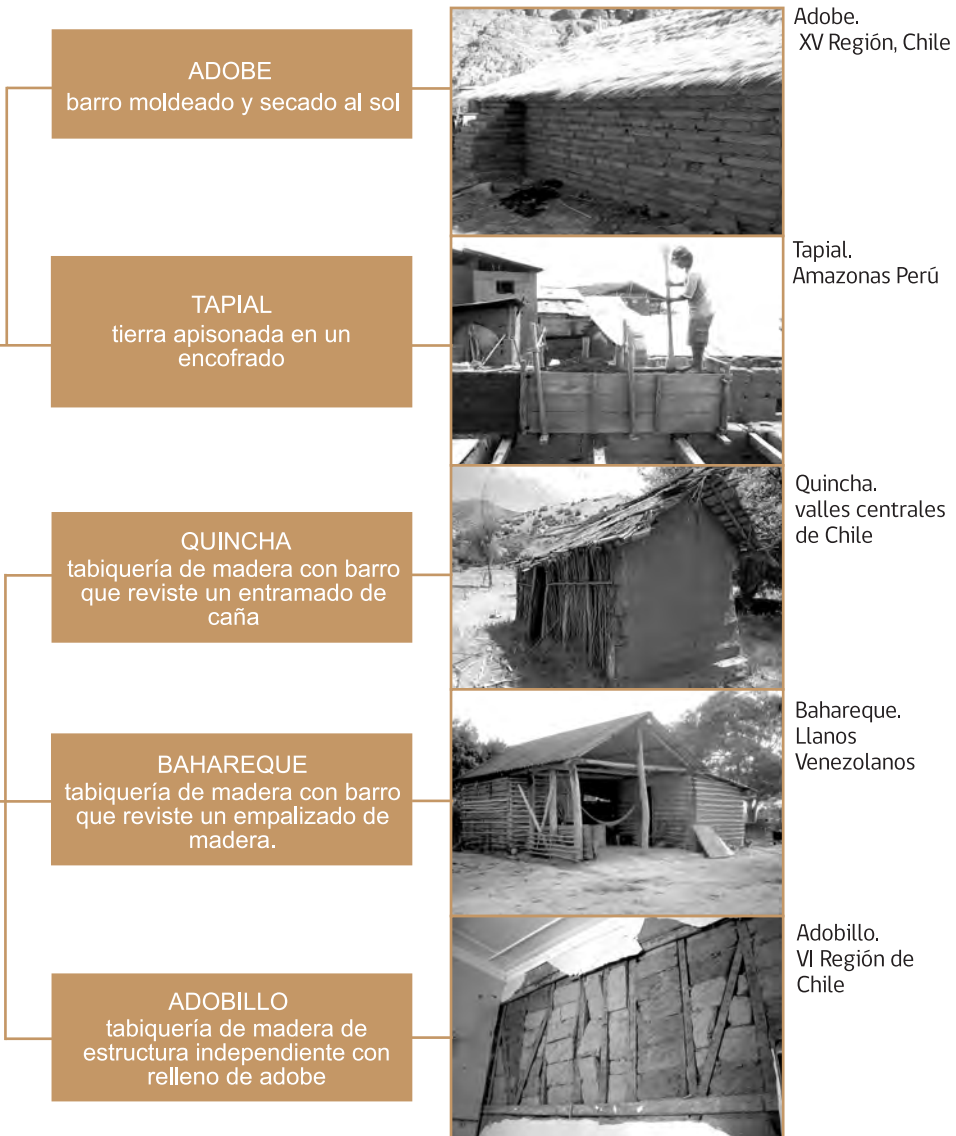 ADOBE
barro moldeado y secado al sol
Adobe.
XV Región, Chile
TAPIAL
tierra apisonada en un
encofrado
Tapial.
Amazonas Perú
QUINCHA
tabiquería de madera con barro
que reviste un entramado de
caña
Quincha.
valles centrales
de Chile
BAHAREQUE
tabiquería de madera con barro
que reviste un empalizado de
madera.
Bahareque.
Llanos
Venezolanos
ADOBILLO
tabiquería de madera de
estructura independiente con
relleno de adobe
Adobillo.
VI Región de
Chile